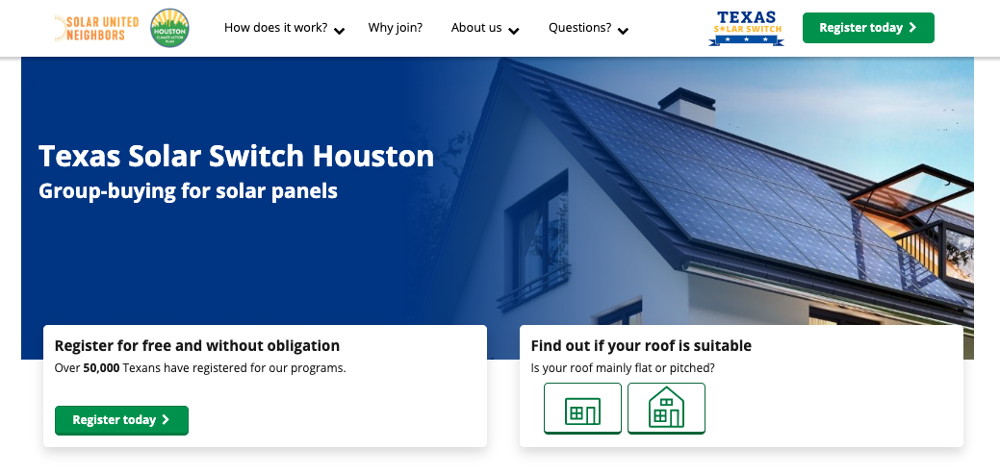 SOLAR UNITED
NEIGHBORS
HOUSTON
CLIMATE ACTION
PLAN
How does it work?
Why join?
About us
Questions?
TEXAS
SOLAR SWITCH
Register today
Texas Solar Switch Houston
Group-buying for solar panels
Register for free and without obligation
Over 50,000 Texans have registered for our programs.
Register today
Find out if your roof is suitable
Is your roof mainly flat or pitched?